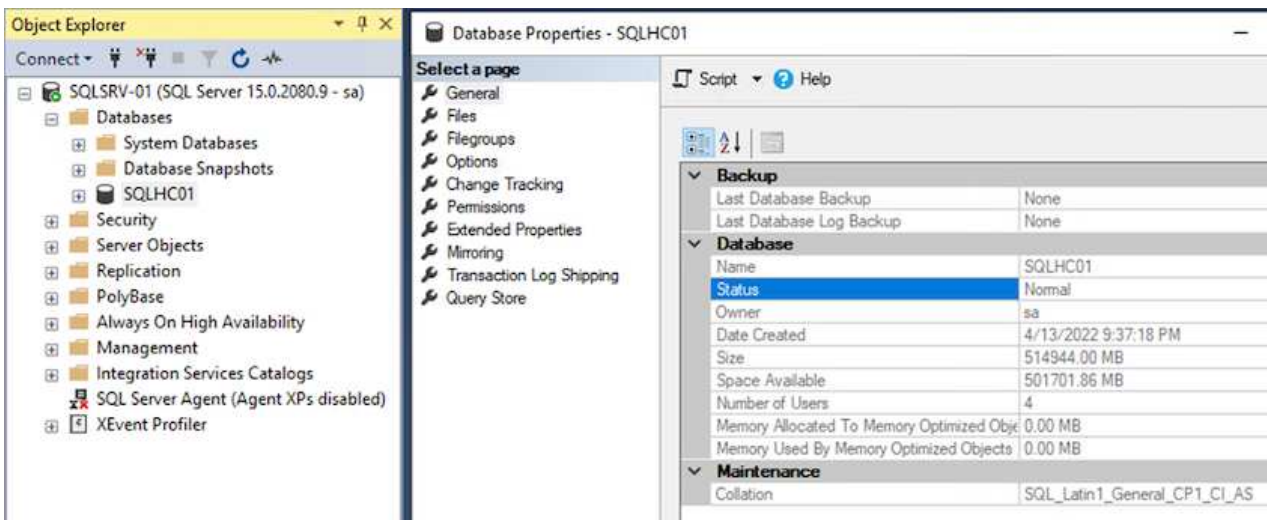 Object Explorer
Connect
SQLSRV-01 (SQL Server 15.0.2080.9 - sa)
Databases
System Databases
Database Snapshots
SQLHC01
Security
Server Objects
Replication
PolyBase
Always On High Availability
Management
Integration Services Catalogs
SQL Server Agent (Agent XPs disabled)
XEvent Profiler
Database Properties - SQLHC01
Select a page
General
Files
Filegroups
Options
Change Tracking
Permissions
Extended Properties
Mirroring
Transaction Log Shipping
Query Store
Script Help
Backup
Last Database Backup None
Last Database Log Backup None
Database
Name SQLHC01
Status Normal
Owner sa
Date Created 4/13/2022 9:37:18 PM
Size 514944.00 MB
Space Available 501701.86 MB
Number of Users 4
Memory Allocated To Memory Optimized Obje 0.00 MB
Memory Used By Memory Optimized Objects 0.00 MB
Maintenance
Collation SQL_Latin1_General_CP1_CI_AS